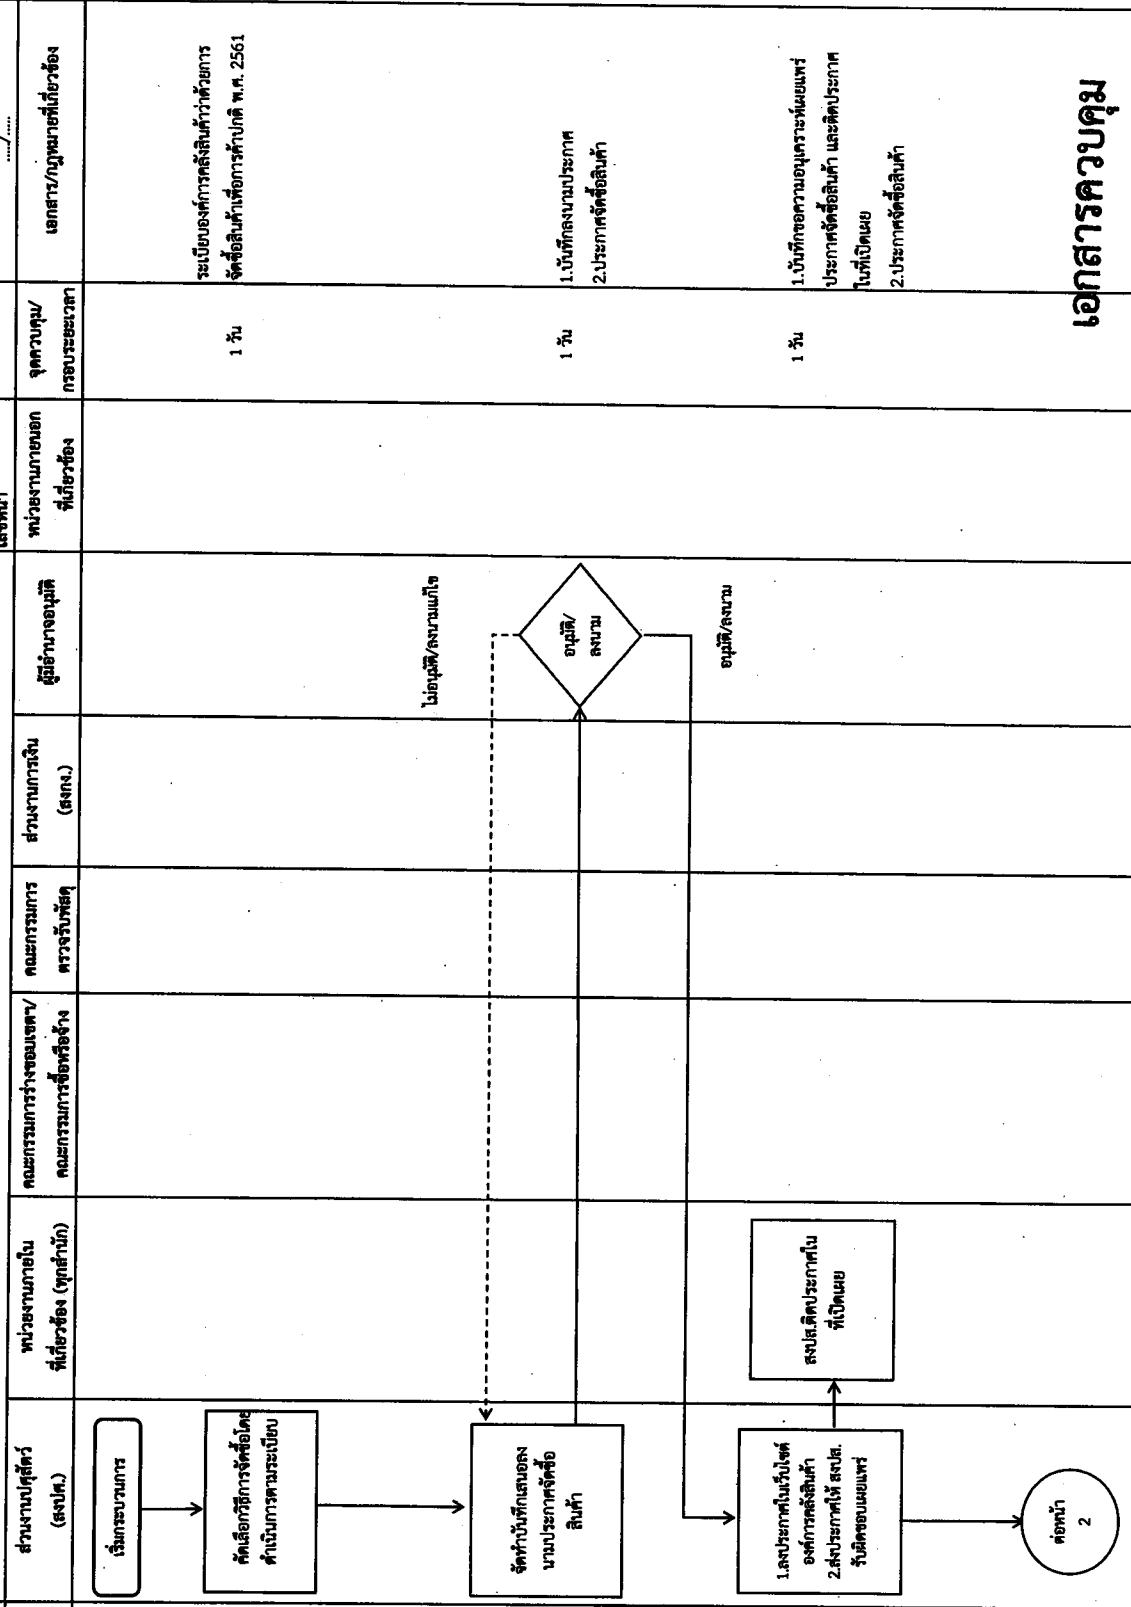 เลขหน้า
...../.....
ส่วนงานปศุสัตว์
(สงปศ.)
หน่วยงานภายใน
ที่เกี่ยวข้อง (ทุกสำนัก)
คณะกรรมการร่างขอบเขตฯ/
คณะกรรมการซื้อหรือจ้าง
คณะกรรมการ
ตรวจรับพัสดุ
ส่วนงานการเงิน
(สงกง.)
ผู้มีอำนาจอนุมัติ
หน่วยงานภายนอก
ที่เกี่ยวข้อง
จุดควบคุม/
กรอบระยะเวลา
เอกสาร/กฎหมายที่เกี่ยวข้อง
เริ่มกระบวนการ
คัดเลือกวิธีการจัดซื้อโดย
ดำเนินการตามระเบียบ
1 วัน
ระเบียบองค์การคลังสินค้าว่าด้วยการ
จัดซื้อสินค้าเพื่อการค้าปกติ พ.ศ. 2561
ไม่อนุมัติ/ลงนามแก้ไข
จัดทำบันทึกเสนอลง
นามประกาศจัดซื้อ
สินค้า
อนุมัติ/
ลงนาม
1 วัน
1.บันทึกลงนามประกาศ
2.ประกาศจัดซื้อสินค้า
อนุมัติ/ลงนาม
1.ลงประกาศในเว็บไซต์
องค์การคลังสินค้า
2.ส่งประกาศให้ สงปส.
รับผิดชอบเผยแพร่
สงปส.ติดประกาศใน
ที่เปิดเผย
1 วัน
1.บันทึกขอความอนุเคราะห์เผยแพร่
ประกาศจัดซื้อสินค้า และติดประกาศ
ในที่เปิดเผย
2.ประกาศจัดซื้อสินค้า
ต่อหน้า
2
เอกสารควบคุม